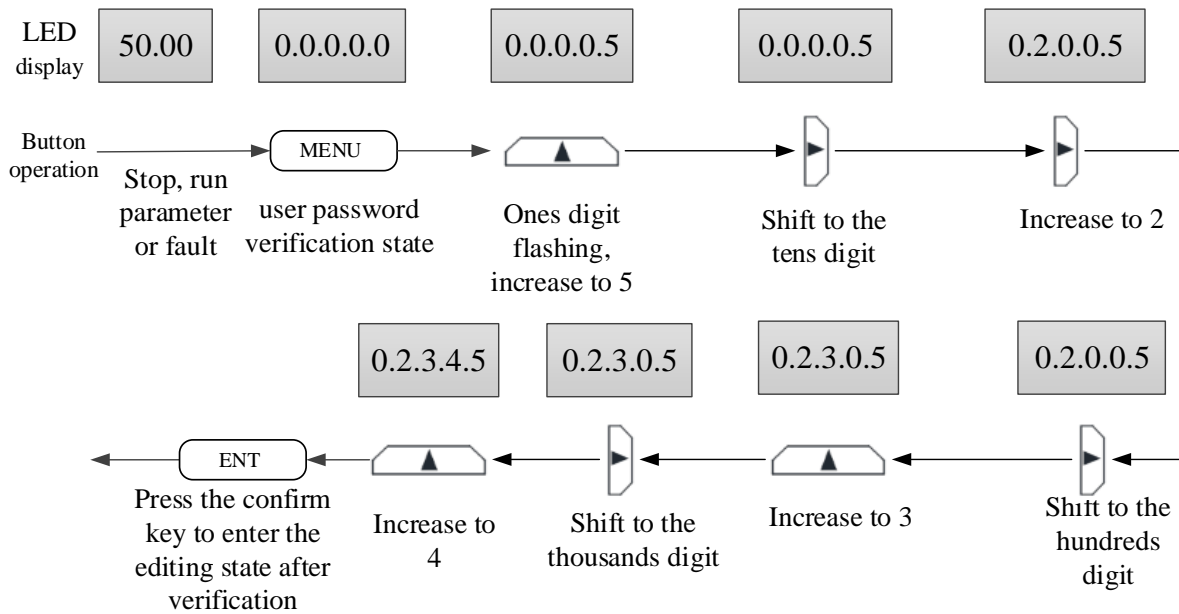 LED
display
50.00
0.0.0.0.0
0.0.0.0.5
0.0.0.0.5
0.2.0.0.5
Button
operation
MENU
Stop, run
parameter
or fault
user password
verification state
Ones digit
flashing,
increase to 5
Shift to the
tens digit
Increase to 2
0.2.3.4.5
0.2.3.0.5
0.2.3.0.5
0.2.0.0.5
ENT
Press the confirm
key to enter the
editing state after
verification
Increase to
4
Shift to the
thousands digit
Increase to 3
Shift to the
hundreds
digit